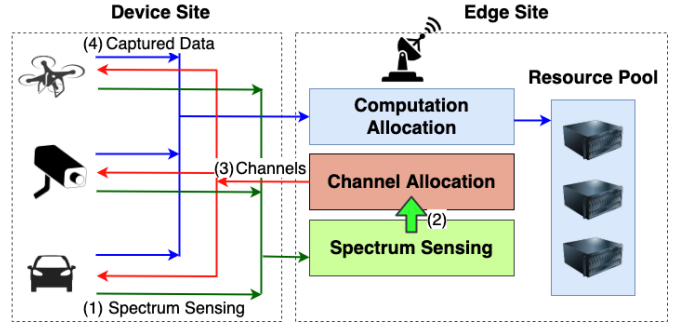 Device Site
Edge Site
(4) Captured Data
Resource Pool
Computation
Allocation
(3) Channels
Channel Allocation
(2)
Spectrum Sensing
(1) Spectrum Sensing